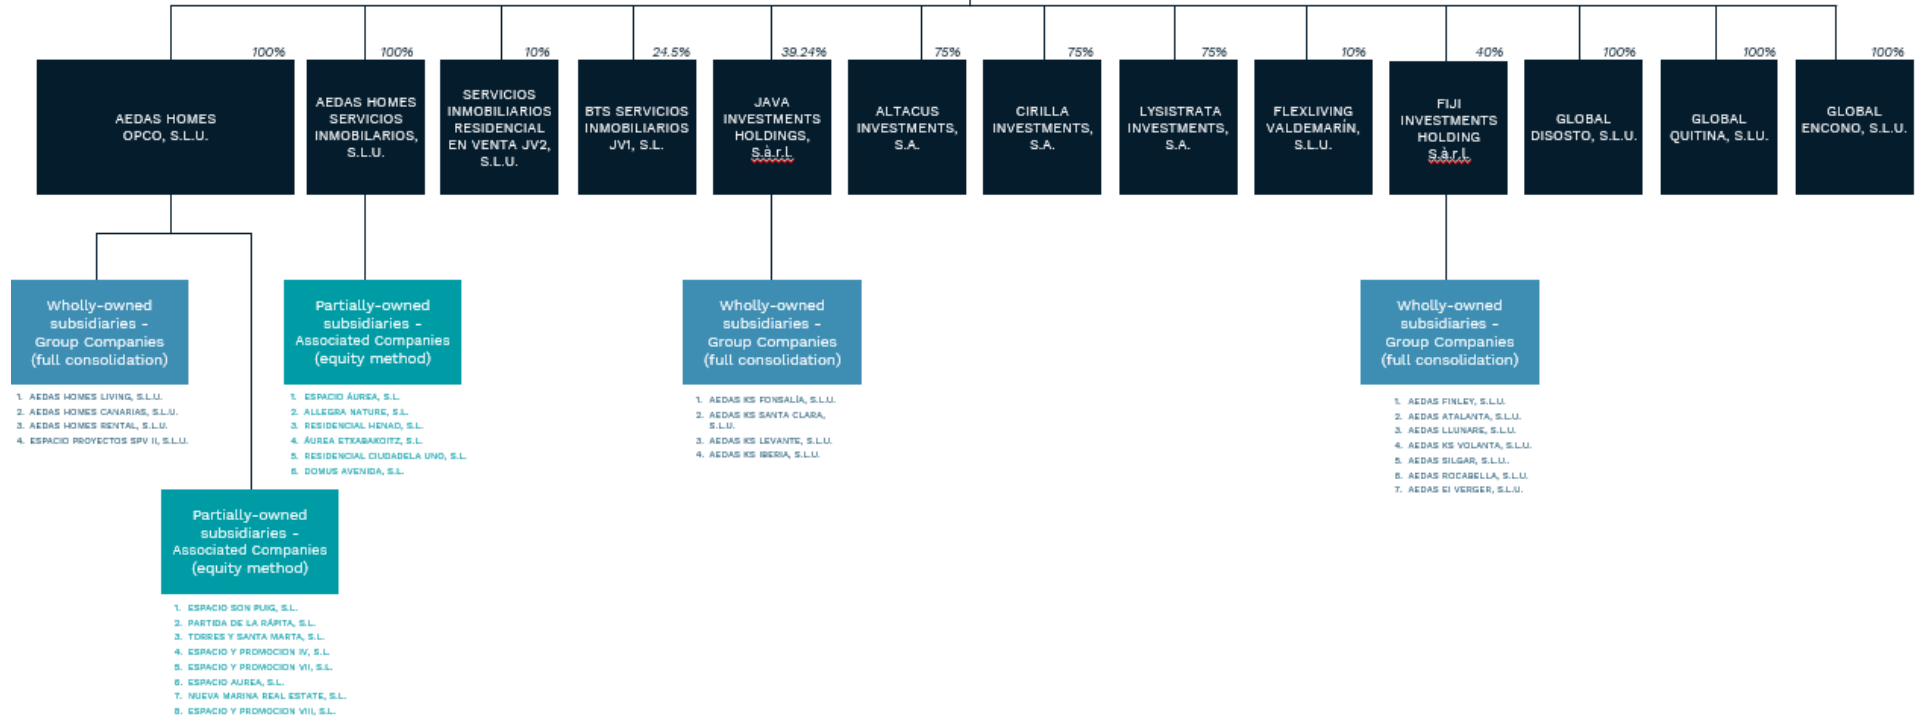 100%
100%
10%
24.5%
39.24%
75%
75%
75%
10%
40%
100%
100%
100%
AEDAS HOMES
OPCO, S.L.U.
AEDAS HOMES
SERVICIOS
INMOBILARIOS,
S.L.U.
SERVICIOS
INMOBILIARIOS
RESIDENCIAL
EN VENTA JV2,
S.L.U.
BTS SERVICIOS
INMOBILIARIOS
JV1, S.L.
JAVA
INVESTMENTS
HOLDINGS,
S.à.r.l.
ALTACUS
INVESTMENTS,
S.A.
CIRILLA
INVESTMENTS,
S.A.
LYSISTRATA
INVESTMENTS,
S.A.
FLEXLIVING
VALDEMARÍN,
S.L.U.
FIJI
INVESTMENTS
HOLDING
S.à.r.l.
GLOBAL
DISOSTO, S.L.U.
GLOBAL
QUITINA, S.LU.
GLOBAL
ENCONO, S.L.U.
Wholly-owned
subsidiaries -
Group Companies
(full consolidation)
1. AEDAS HOMES LIVING, S.L.U.
2. AEDAS HOMES CANARIAS, S.L.U.
3. AEDAS HOMES RENTAL, S.L.U.
4. ESPACIO PROYECTOS SPV II, S.L.U.
Partially-owned
subsidiaries -
Associated Companies
(equity method)
1. ESPACIO ÁUREA, S.L.
2. ALLEGRA NATURE, S.L.
3. RESIDENCIAL HENAO, S.L.
4. ÁUREA ETXABAKOITZ, S.L.
5. RESIDENCIAL CIUDADELA UNO, S.L.
6. DOMUS AVENIDA, S.L.
Wholly-owned
subsidiaries -
Group Companies
(full consolidation)
1. AEDAS KS FONSALÍA, S.L.U.
2. AEDAS KS SANTA CLARA,
S.L.U.
3. AEDAS KS LEVANTE, S.L.U.
4. AEDAS KS IBERIA, S.L.U.
Wholly-owned
subsidiaries -
Group Companies
(full consolidation)
1. AEDAS FINLEY, S.L.U.
2. AEDAS ATALANTA, S.L.U.
3. AEDAS LLUNARE, S.L.U.
4. AEDAS KS VOLANTA, S.L.U.
5. AEDAS SILGAR, S.L.U..
6. AEDAS ROCABELLA, S.L.U.
7. AEDAS El VERGER, S.L.U.
Partially-owned
subsidiaries -
Associated Companies
(equity method)
1. ESPACIO SON PUIG, S.L.
2. PARTIDA DE LA RÁPITA, S.L.
3. TORRES Y SANTA MARTA, S.L.
4. ESPACIO Y PROMOCION IV, S.L.
5. ESPACIO Y PROMOCION VII, S.L.
6. ESPACIO AUREA, S.L.
7. NUEVA MARINA REAL ESTATE, S.L.
8. ESPACIO Y PROMOCION VIII, S.L.